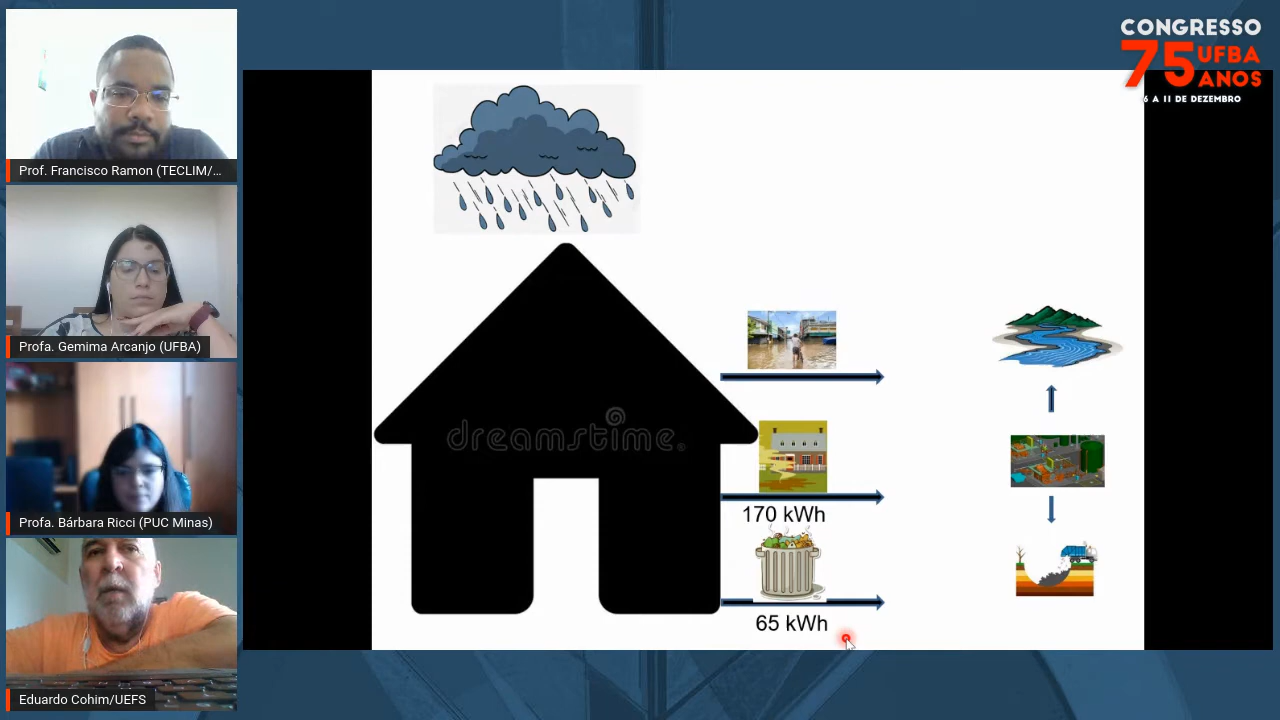 CONGRESSO
75 UFBA
ANOS
6 A 11 DE DEZEMBRO
Prof. Francisco Ramon (TECLIM/...
Profa. Gemima Arcanjo (UFBA)
Profa. Bárbara Ricci (PUC Minas)
Eduardo Cohim/UEFS
dreamstime.
170 kWh
65 kWh